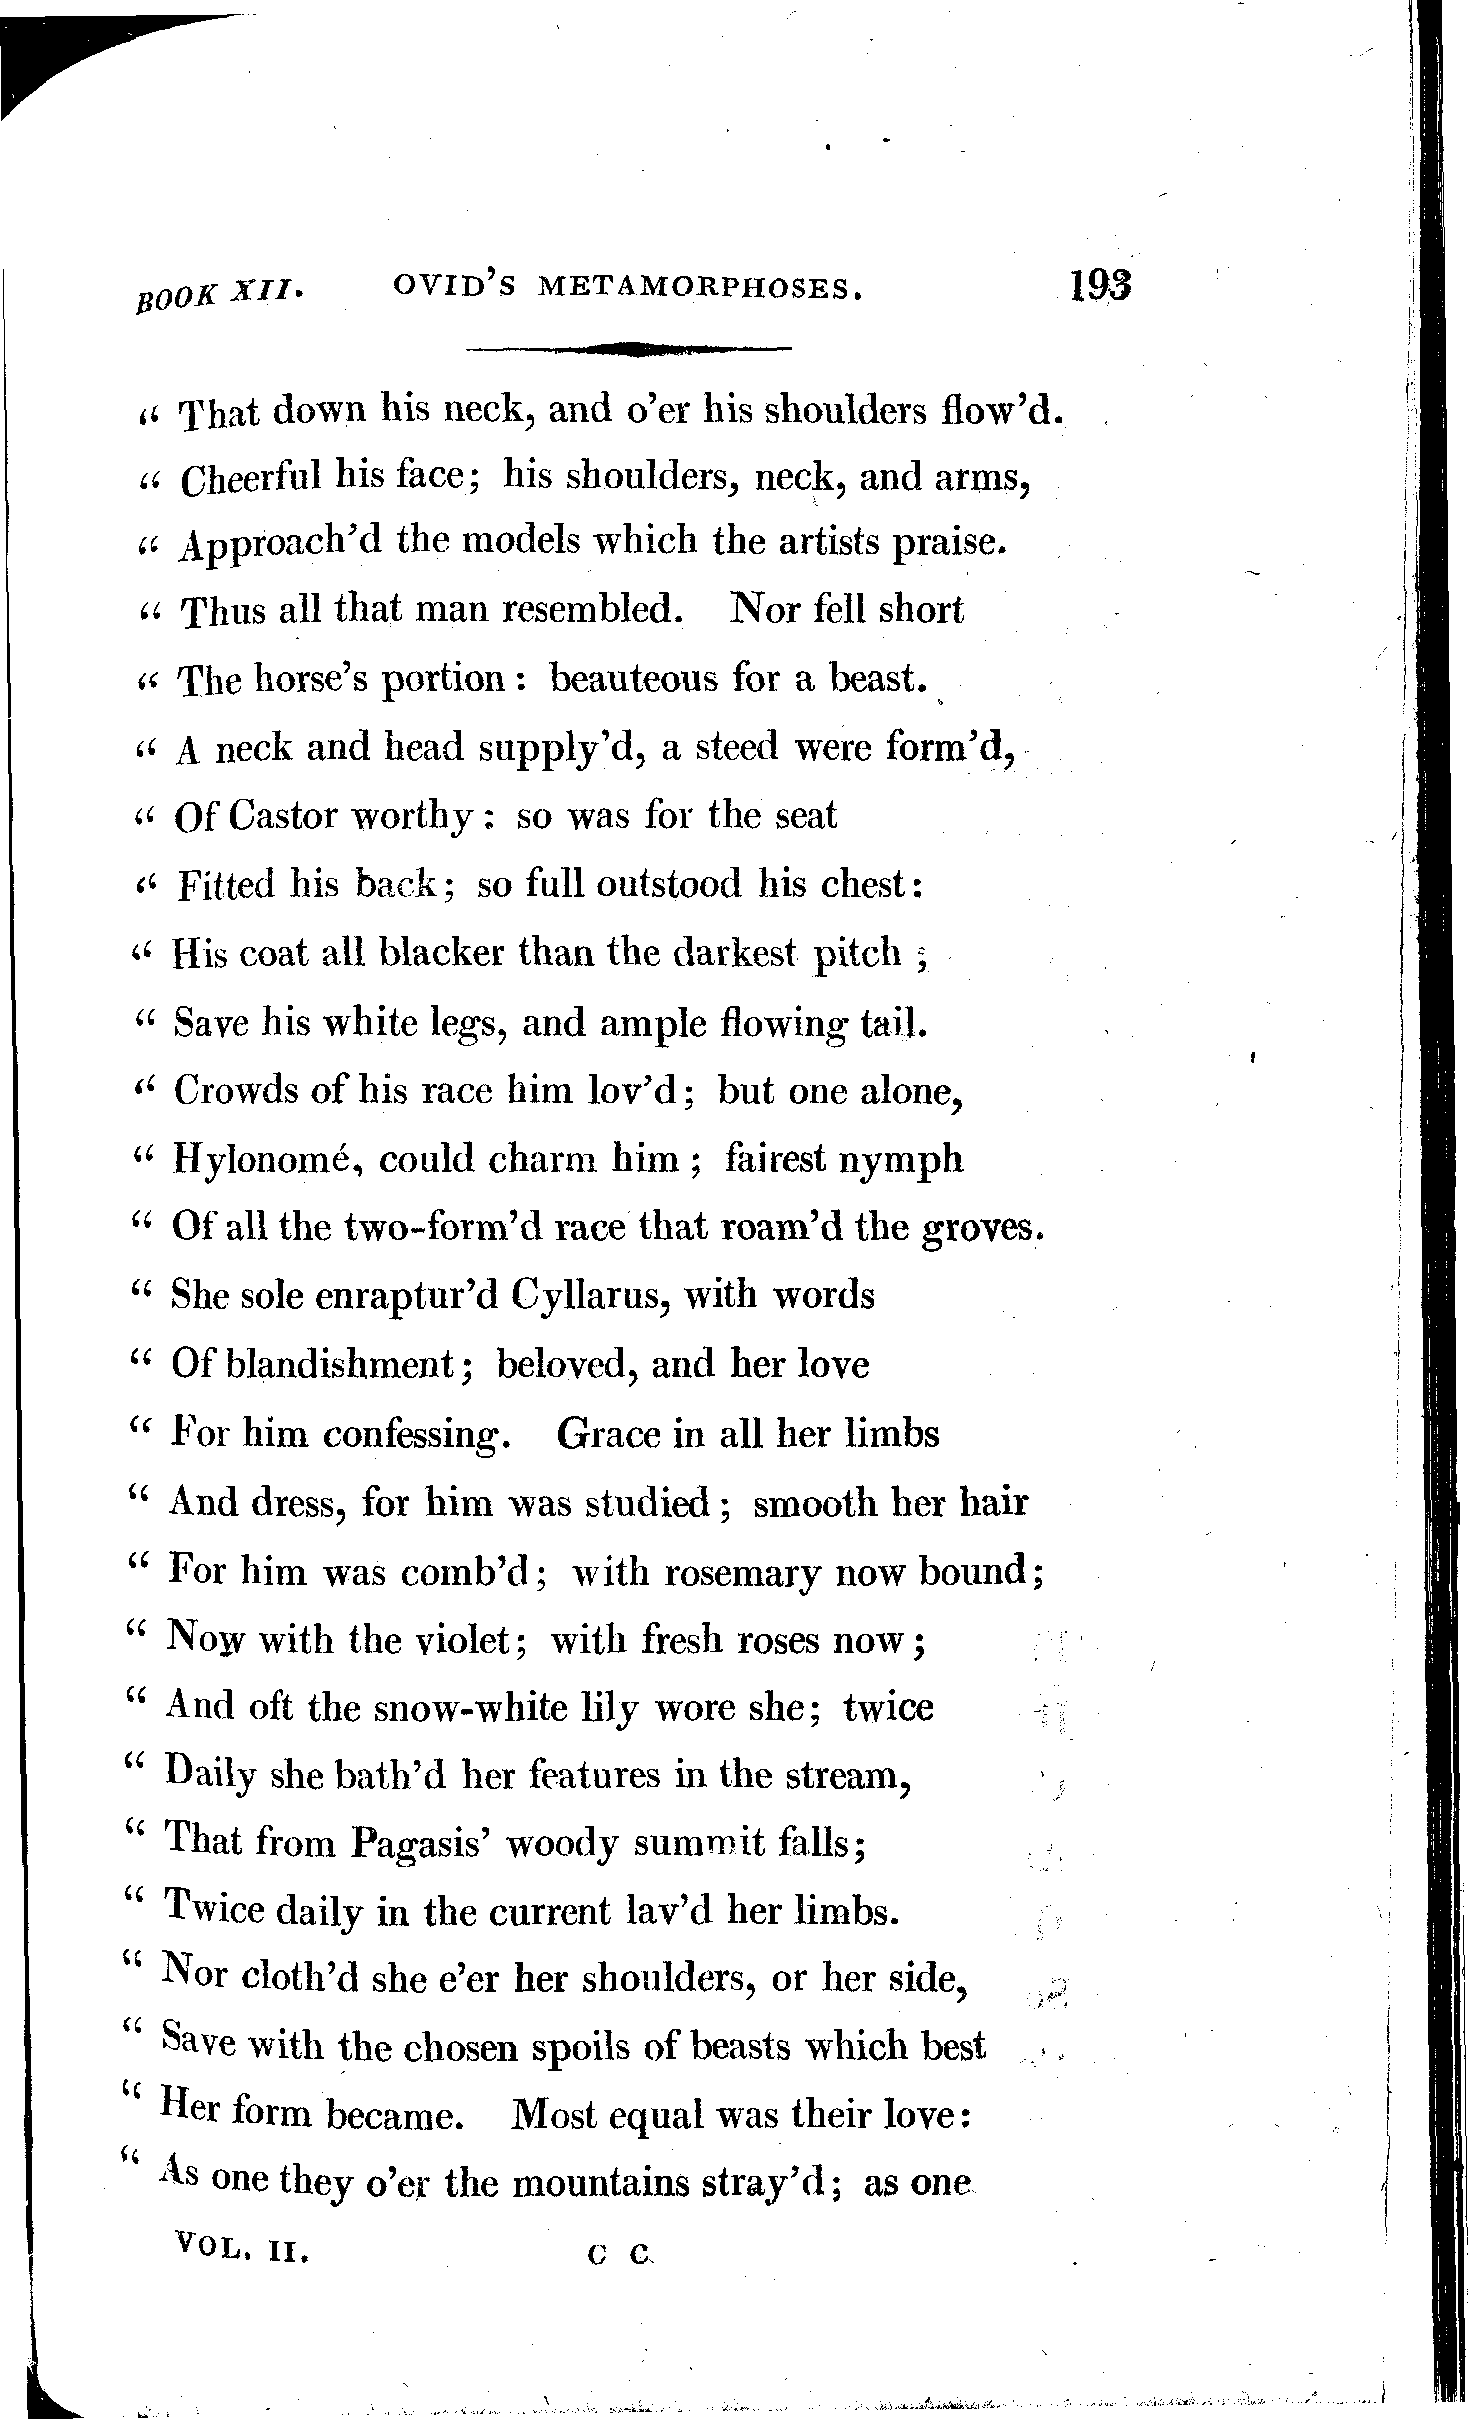 BOOK XII. OVID'S METAMORPHOSES. 193
“ That down his neck, and o'er his shoulders flow'd.
“ Cheerful his face; his shoulders, neck, and arms,
“ Approach'd the models which the artists praise.
“ Thus all that man resembled. Nor fell short
“ The horse's portion: beauteous for a beast.
“ A neck and head supply'd, a steed were form'd,
“ Of Castor worthy: so was for the seat
“ Fitted his back; so full outstood his chest:
“ His coat all blacker than the darkest pitch;
“ Save his white legs, and ample flowing tail.
“ Crowds of his race him lov'd; but one alone,
“ Hylonomé, could charm him; fairest nymph
“ Of all the two-form'd race that roam'd the groves.
“ She sole enraptur'd Cyllarus, with words
“ Of blandishment; beloved, and her love
“ For him confessing. Grace in all her limbs
“ And dress, for him was studied; smooth her hair
“ For him was comb'd; with rosemary now bound;
“ Now with the violet; with fresh roses now;
“ And oft the snow-white lily wore she; twice
“ Daily she bath'd her features in the stream,
“ That from Pagasis' woody summit falls;
“ Twice daily in the current lav'd her limbs.
“ Nor cloth'd she e'er her shoulders, or her side,
“ Save with the chosen spoils of beasts which best
“ Her form became. Most equal was their love:
“ As one they o'er the mountains stray'd; as one
VOL. II. C C